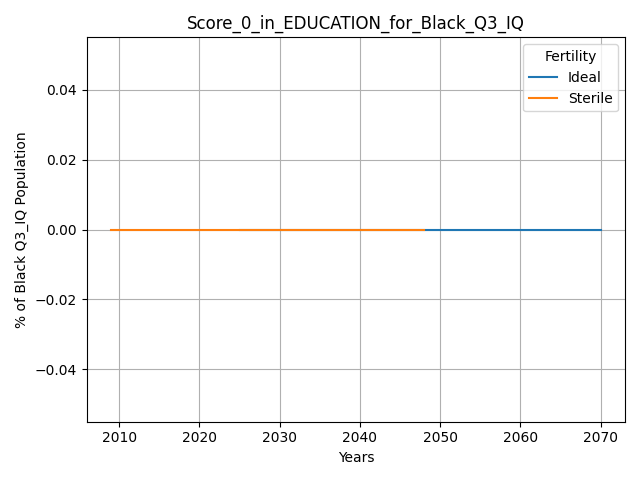 Score_0_in_EDUCATION_for_Black_Q3_IQ
Fertility
Ideal
Sterile
% of Black Q3_IQ Population
0.04
0.02
0.00
−0.02
−0.04
2010 2020 2030 2040 2050 2060 2070
Years